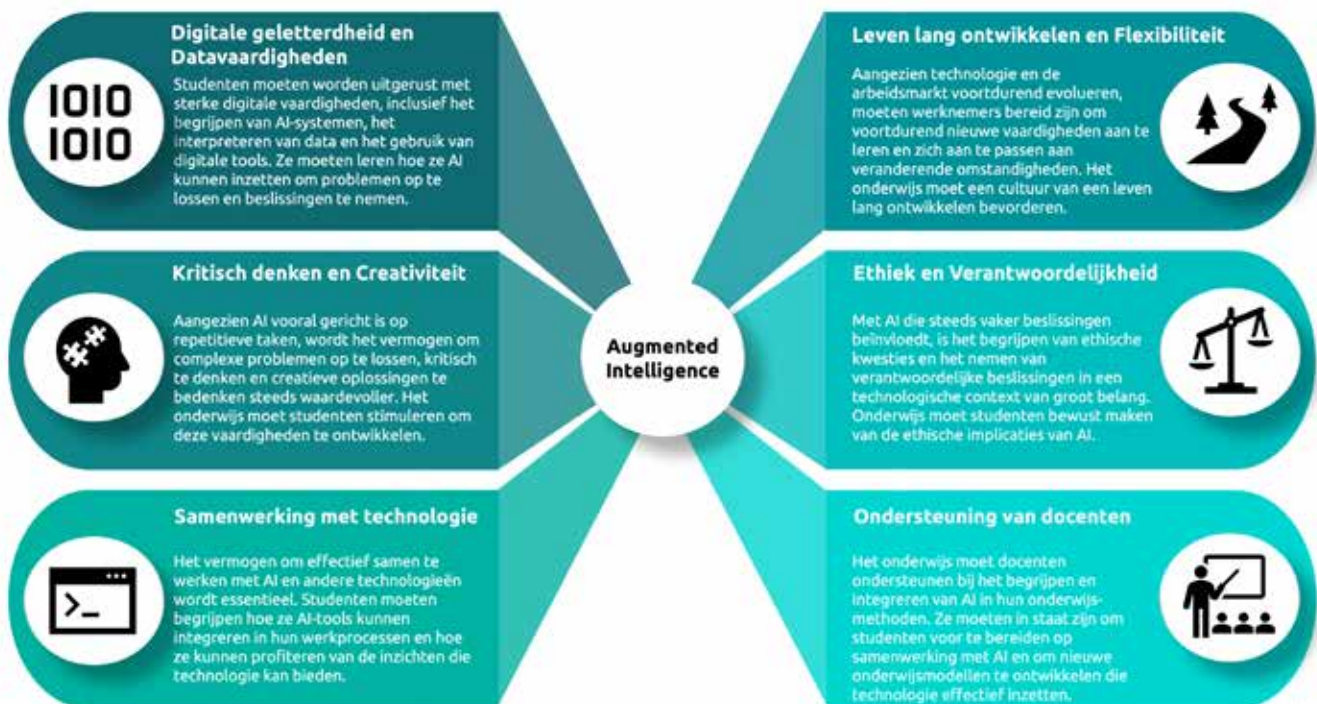 Digitale geletterdheid en
Datavaardigheden
Studenten moeten worden uitgerust met
sterke digitale vaardigheden, inclusief het
begrijpen van AI-systemen, het
interpreteren van data en het gebruik van
digitale tools. Ze moeten leren hoe ze AI
kunnen inzetten om problemen op te
lossen en beslissingen te nemen.
IOIO
IOIO
Kritisch denken en Creativiteit
Aangezien AI vooral gericht is op
repetitieve taken, wordt het vermogen om
complexe problemen op te lossen, kritisch
te denken en creatieve oplossingen te
bedenken steeds waardevoller. Het
onderwijs moet studenten stimuleren om
deze vaardigheden te ontwikkelen.
Samenwerking met technologie
Het vermogen om effectief samen te
werken met AI en andere technologieën
wordt essentieel. Studenten moeten
begrijpen hoe ze AI-tools kunnen
integreren in hun werkprocessen en hoe
ze kunnen profiteren van de inzichten die
technologie kan bieden.
>_
Augmented
Intelligence
Leven lang ontwikkelen en Flexibiliteit
Aangezien technologie en de
arbeidsmarkt voortdurend evolueren,
moeten werknemers bereid zijn om
voortdurend nieuwe vaardigheden aan te
leren en zich aan te passen aan
veranderende omstandigheden. Het
onderwijs moet een cultuur van een leven
lang ontwikkelen bevorderen.
Ethiek en Verantwoordelijkheid
Met AI die steeds vaker beslissingen
beïnvloedt, is het begrijpen van ethische
kwesties en het nemen van
verantwoordelijke beslissingen in een
technologische context van groot belang.
Onderwijs moet studenten bewust maken
van de ethische implicaties van AI.
Ondersteuning van docenten
Het onderwijs moet docenten
ondersteunen bij het begrijpen en
integreren van AI in hun onderwijs-
methoden. Ze moeten in staat zijn om
studenten voor te bereiden op
samenwerking met AI en om nieuwe
onderwijsmodellen te ontwikkelen die
technologie effectief inzetten.